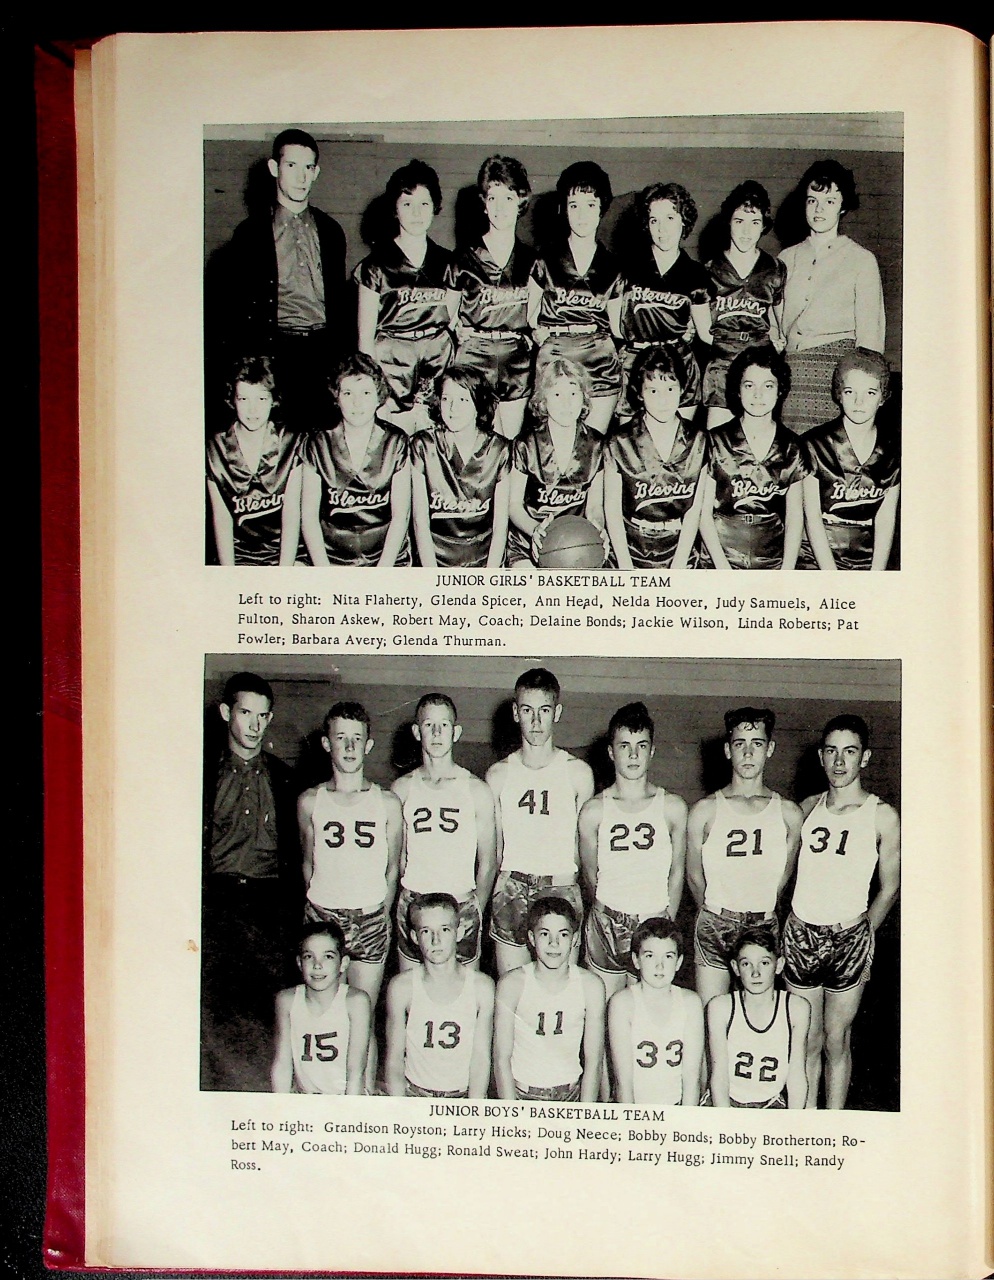 Blevins Blevins Blevins Blevins Blevins
Blevins Blevins Blevins Blevins Blevins Blevins Blevins
JUNIOR GIRLS' BASKETBALL TEAM
Left to right: Nita Flaherty, Glenda Spicer, Ann Head, Nelda Hoover, Judy Samuels, Alice
Fulton, Sharon Askew, Robert May, Coach; Delaine Bonds; Jackie Wilson, Linda Roberts; Pat
Fowler; Barbara Avery; Glenda Thurman.
35 25 41 23 21 31
15 13 11 33 22
JUNIOR BOYS' BASKETBALL TEAM
Left to right: Grandison Royston; Larry Hicks; Doug Neece; Bobby Bonds; Bobby Brotherton; Ro-
bert May, Coach; Donald Hugg; Ronald Sweat; John Hardy; Larry Hugg; Jimmy Snell; Randy
Ross.